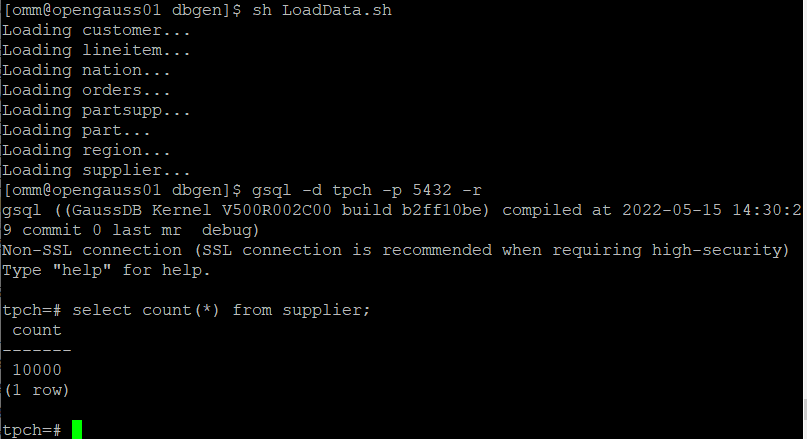 [omm@opengauss01 dbgen]$ sh LoadData.sh
Loading customer...
Loading lineitem...
Loading nation...
Loading orders...
Loading partsupp...
Loading part...
Loading region...
Loading supplier...
[omm@opengauss01 dbgen]$ gsql -d tpch -p 5432 -r
gsql ((GaussDB Kernel V500R002C00 build b2ff10be) compiled at 2022-05-15 14:30:2
9 commit 0 last mr  debug)
Non-SSL connection (SSL connection is recommended when requiring high-security)
Type "help" for help.

tpch=# select count(*) from supplier;
 count
-------
 10000
(1 row)

tpch=#